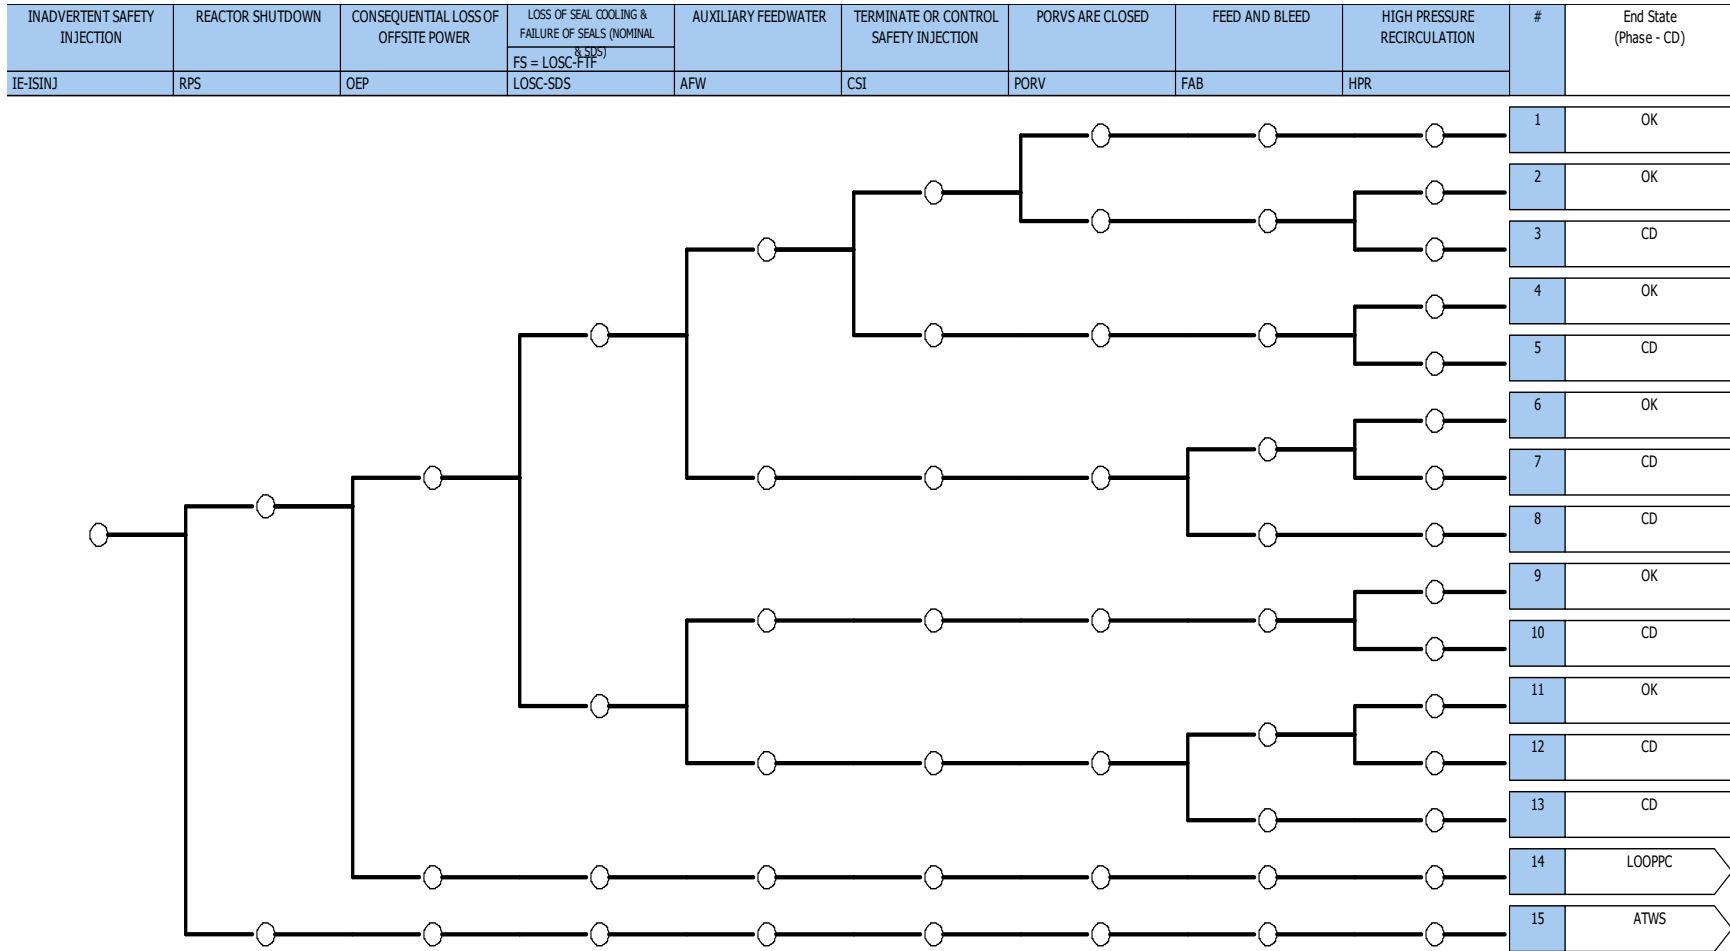 INADVERTENT SAFETY
INJECTION
REACTOR SHUTDOWN
CONSEQUENTIAL LOSS OF
OFFSITE POWER
LOSS OF SEAL COOLING &
FAILURE OF SEALS (NOMINAL
& SDS)
FS = LOSC-FTF
AUXILIARY FEEDWATER
TERMINATE OR CONTROL
SAFETY INJECTION
PORVS ARE CLOSED
FEED AND BLEED
HIGH PRESSURE
RECIRCULATION
#
End State
(Phase - CD)
IE-ISINJ
RPS
OEP
LOSC-SDS
AFW
CSI
PORV
FAB
HPR
1 OK
2 OK
3 CD
4 OK
5 CD
6 OK
7 CD
8 CD
9 OK
10 CD
11 OK
12 CD
13 CD
14 LOOPPC
15 ATWS